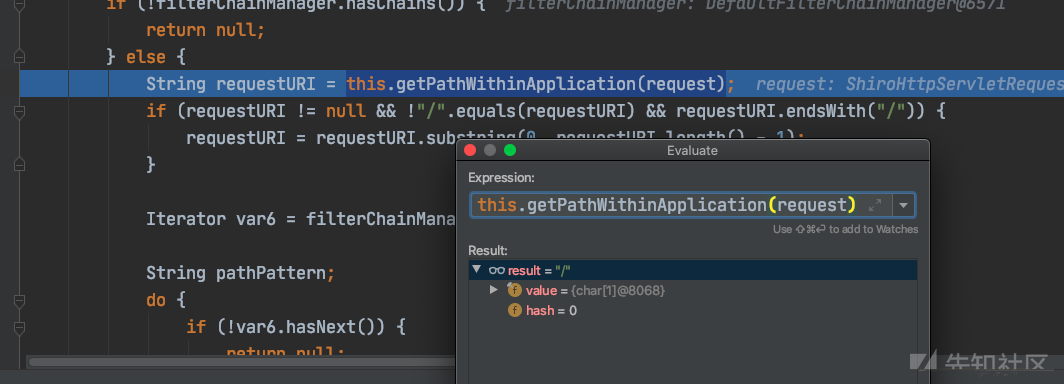 if (!filterChainManager.hasChains()) { filterChainManager: DefaultFilterChainManager@6571
return null;
} else {
String requestURI = this.getPathWithinApplication(request); request: ShiroHttpServletReques
if (requestURI != null && !"/".equals(requestURI) && requestURI.endsWith("/")) {
requestURI = requestURI.substring(0, requestURI.length() - 1);
}
Evaluate
Expression:
this.getPathWithinApplication(request)
Iterator var6 = filterChainMana
Use ⇧⌘⏎ to add to Watches
Result:
String pathPattern;
result = "/"
value = {char[1]@8068}
do {
hash = 0
if (!var6.hasNext()) {
return null;
先知社区